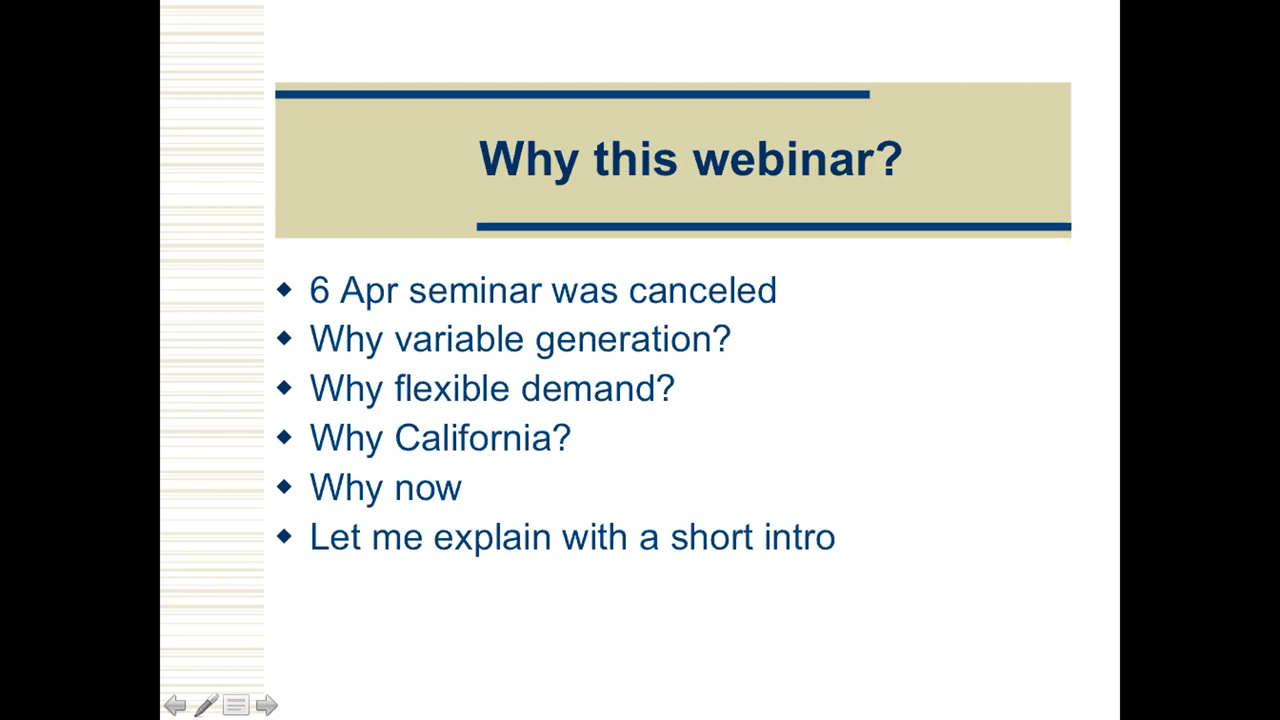 Why this webinar?
6 Apr seminar was canceled
Why variable generation?
Why flexible demand?
Why California?
Why now
Let me explain with a short intro